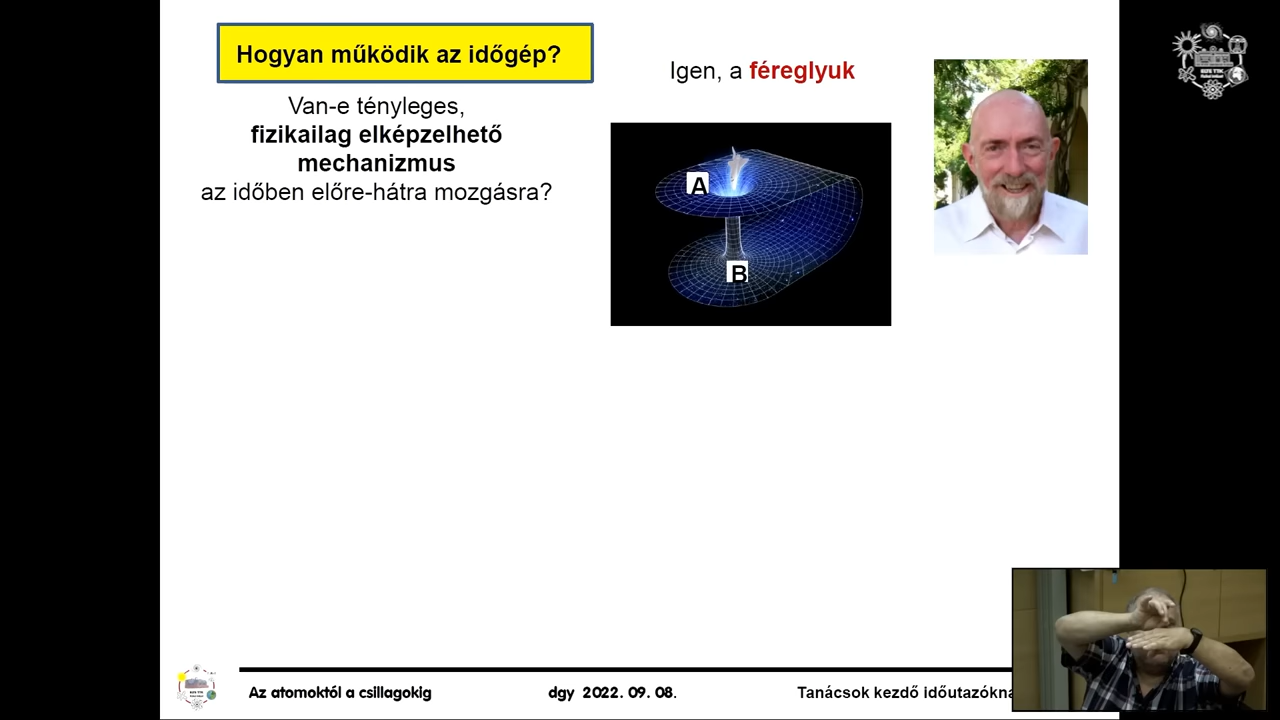 Hogyan működik az időgép?
Van-e tényleges,
fizikailag elképzelhető
mechanizmus
az időben előre-hátra mozgásra?
Igen, a féreglyuk
A
B
Az atomoktól a csillagokig
dgy 2022. 09. 08.
Tanácsok kezdő